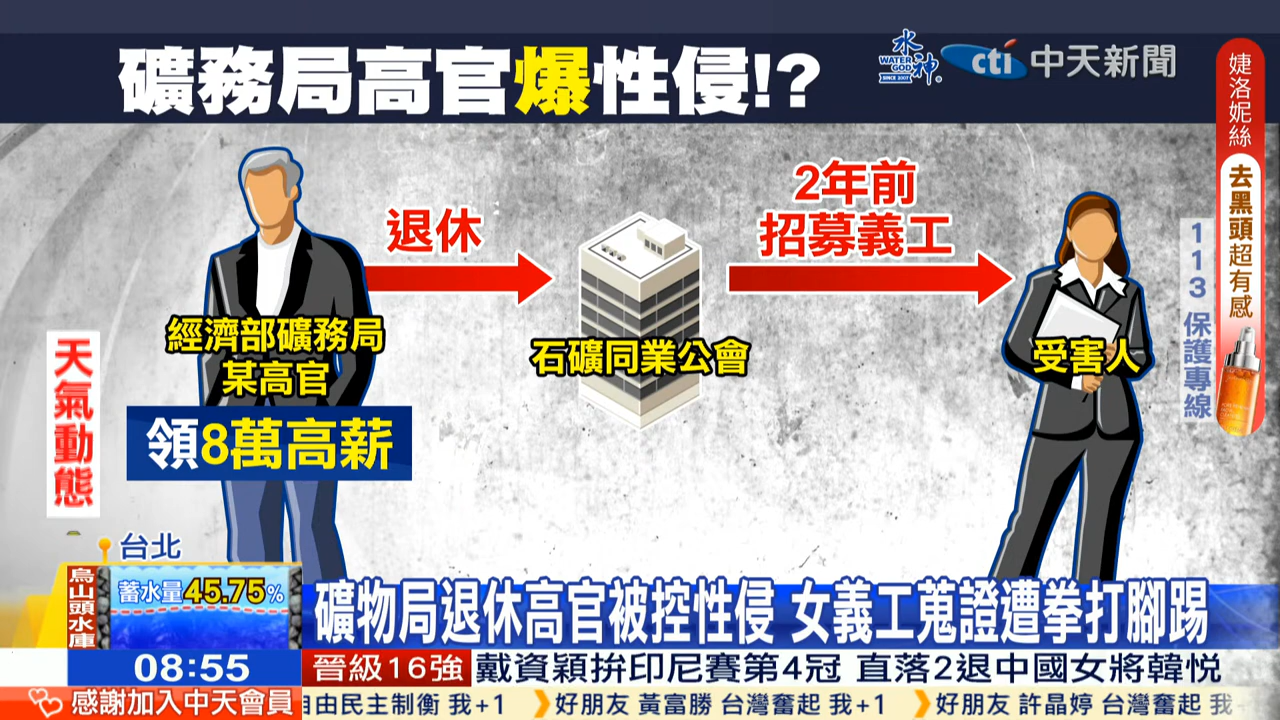 礦務局高官爆性侵!?
水神
WATER GOD
SINCE 2007
cti 中天新聞
婕洛妮絲
去黑頭超有感
113保護專線
退休
2年前
招募義工
經濟部礦務局
某高官
領8萬高薪
石礦同業公會
受害人
天氣動態
台北
烏山頭水庫
蓄水量45.75%
礦物局退休高官被控性侵 女義工蒐證遭拳打腳踢
08:55
晉級16強 戴資穎拚印尼賽第4冠 直落2退中國女將韓悅
感謝加入中天會員
由民主制衡 我+1 好朋友 黃富勝 台灣奮起 我+1 好朋友 許晶婷 台灣奮起 我